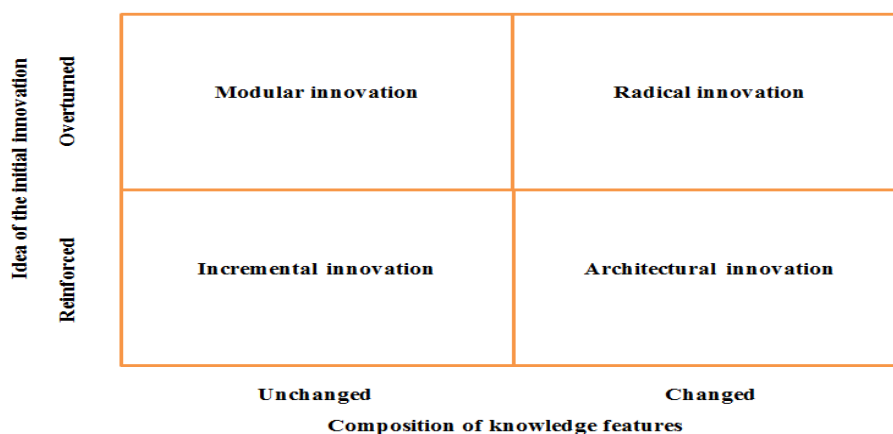 Idea of the initial innovation
Overturned
Reinforced
Modular innovation
Radical innovation
Incremental innovation
Architectural innovation
Unchanged
Changed
Composition of knowledge features